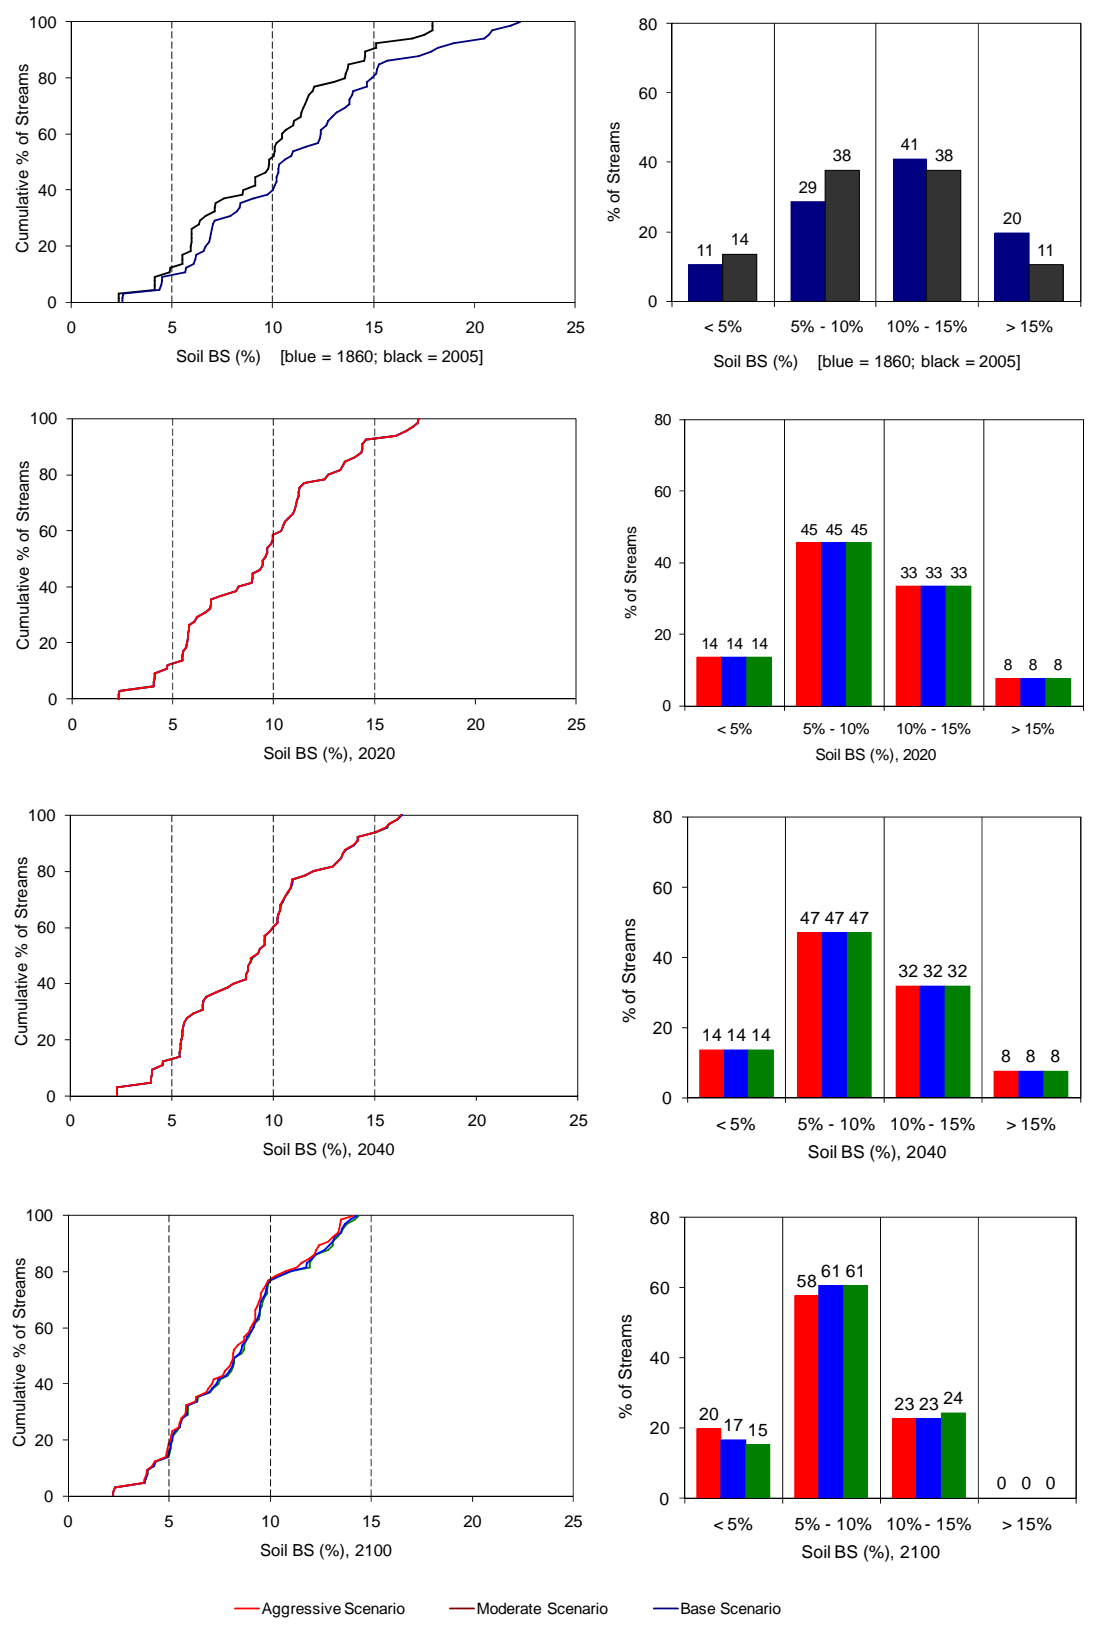 100
80
60
40
20
0
Cumulative % of Streams
0 5 10 15 20 25
Soil BS (%) [blue = 1860; black = 2005]
80
60
40
20
0
% of Streams
11 14 29 38 41 38 20 11
< 5% 5% - 10% 10% - 15% > 15%
Soil BS (%) [blue = 1860; black = 2005]
100
80
60
40
20
0
Cumulative % of Streams
0 5 10 15 20 25
Soil BS (%), 2020
80
60
40
20
0
% of Streams
14 14 14 45 45 45 33 33 33 8 8 8
< 5% 5% - 10% 10% - 15% > 15%
Soil BS (%), 2020
100
80
60
40
20
0
Cumulative % of Streams
0 5 10 15 20 25
Soil BS (%), 2040
80
60
40
20
0
% of Streams
14 14 14 47 47 47 32 32 32 8 8 8
< 5% 5% - 10% 10% - 15% > 15%
Soil BS (%), 2040
100
80
60
40
20
0
Cumulative % of Streams
0 5 10 15 20 25
Soil BS (%), 2100
80
60
40
20
0
% of Streams
20 17 15 58 61 61 23 23 24 0 0 0
< 5% 5% - 10% 10% - 15% > 15%
Soil BS (%), 2100
Aggressive Scenario Moderate Scenario Base Scenario